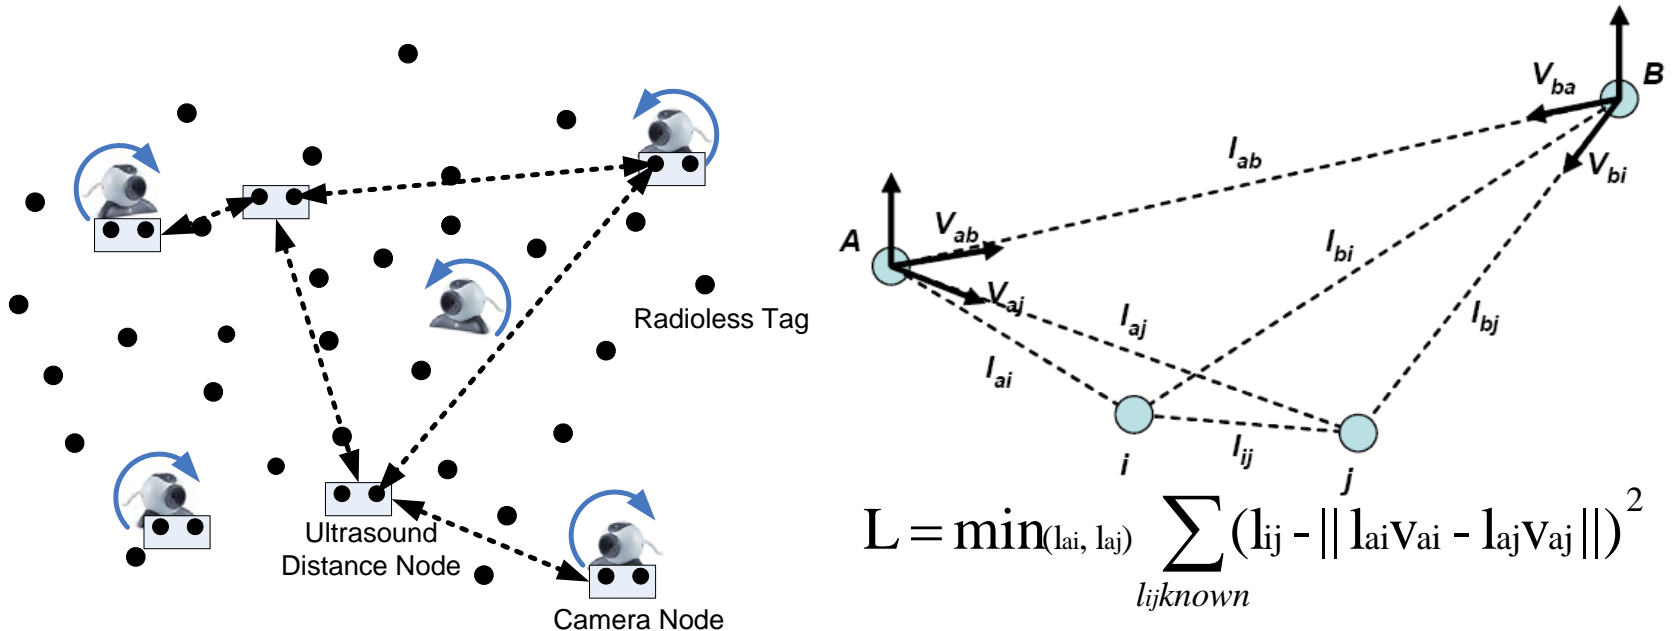 Radioless Tag
Ultrasound
Distance Node
Camera Node
A
B
V_ab
V_aj
V_ba
V_bi
l_ab
l_bi
l_aj
l_bj
l_ai
l_ij
i
j
L = min(lai, laj) ∑ (lij - || laivai - lajvaj ||)²
lijknown